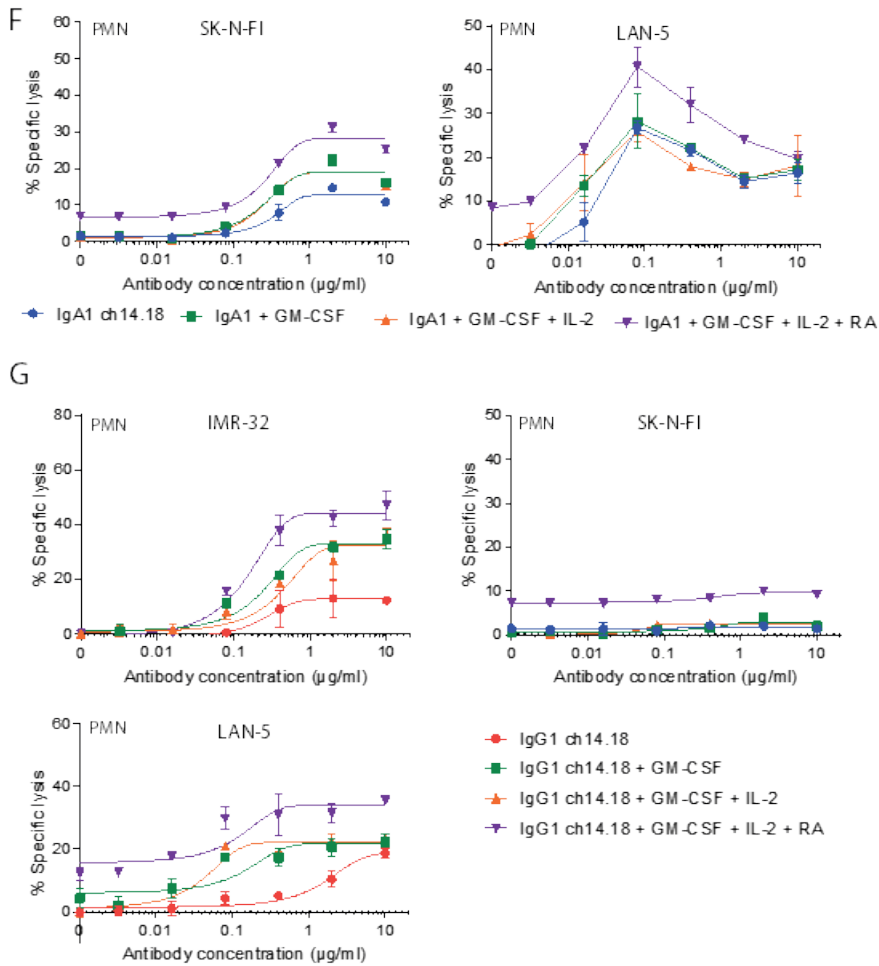 F
PMN
SK-N-FI
% Specific lysis
60
50
40
30
20
10
0
0
0.01
0.1
1
10
Antibody concentration (µg/ml)
PMN
LAN-5
% Specific lysis
50
40
30
20
10
0
0
0.01
0.1
1
10
Antibody concentration (µg/ml)
IgA1 ch14.18
IgA1 + GM-CSF
IgA1 + GM-CSF + IL-2
IgA1 + GM-CSF + IL-2 + RA
G
PMN
IMR-32
% Specific lysis
80
60
40
20
0
0
0.01
0.1
1
10
Antibody concentration (µg/ml)
PMN
SK-N-FI
% Specific lysis
50
40
30
20
10
0
0
0.01
0.1
1
10
Antibody concentration (µg/ml)
PMN
LAN-5
% Specific lysis
60
40
20
0
0
0.01
0.1
1
10
Antibody concentration (µg/ml)
IgG1 ch14.18
IgG1 ch14.18 + GM-CSF
IgG1 ch14.18 + GM-CSF + IL-2
IgG1 ch14.18 + GM-CSF + IL-2 + RA